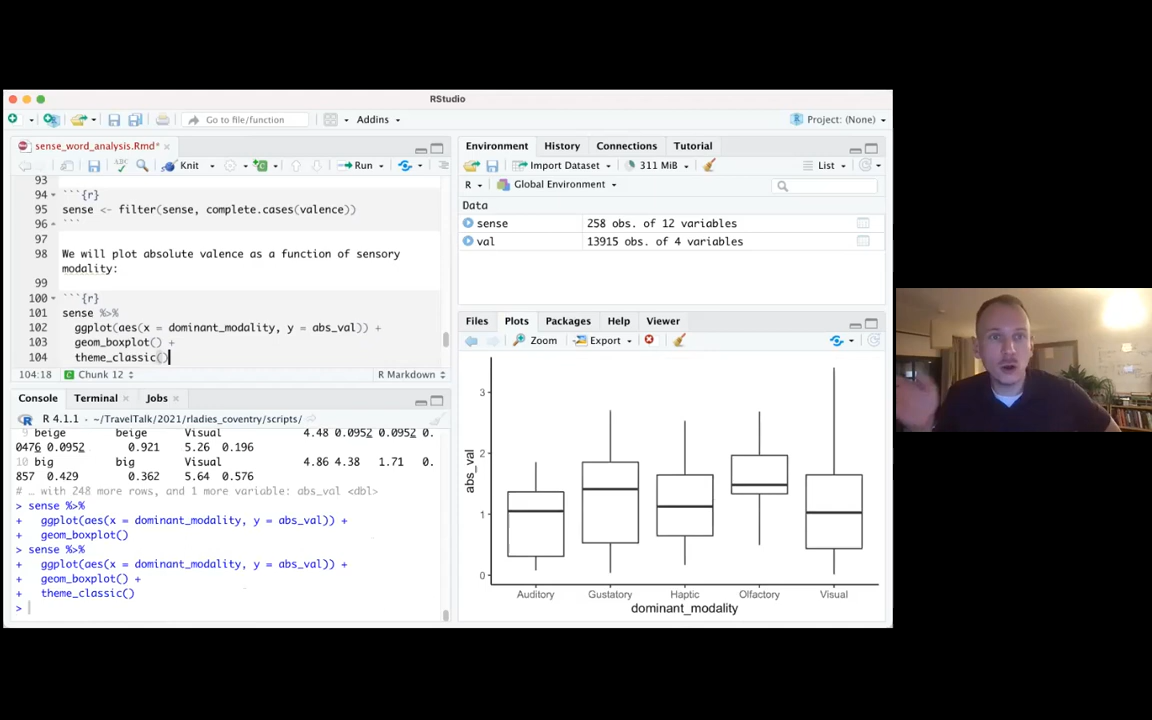 RStudio
Go to file/function
Addins
Project: (None)
sense_word_analysis.Rmd*
Knit
Run
93
94 ```{r}
95 sense <- filter(sense, complete.cases(valence))
96 ```
97
98 We will plot absolute valence as a function of sensory
modality:
99
100 ```{r}
101 sense %>%
102 ggplot(aes(x = dominant_modality, y = abs_val)) +
103 geom_boxplot() +
104 theme_classic()
104:18 Chunk 12 R Markdown
Console Terminal Jobs
R 4.1.1 · ~/TravelTalk/2021/rladies_coventry/scripts/
9 beige beige Visual 4.48 0.0952 0.0952 0.
0476 0.0952 0.921 5.26 0.196
10 big big Visual 4.86 4.38 1.71 0.
857 0.429 0.362 5.64 0.576
# … with 248 more rows, and 1 more variable: abs_val <dbl>
> sense %>%
+ ggplot(aes(x = dominant_modality, y = abs_val)) +
+ geom_boxplot()
> sense %>%
+ ggplot(aes(x = dominant_modality, y = abs_val)) +
+ geom_boxplot() +
+ theme_classic()
>
Environment History Connections Tutorial
Import Dataset 311 MiB List
R Global Environment
Data
sense 258 obs. of 12 variables
val 13915 obs. of 4 variables
Files Plots Packages Help Viewer
Zoom Export
abs_val
3
2
1
0
Auditory Gustatory Haptic Olfactory Visual
dominant_modality